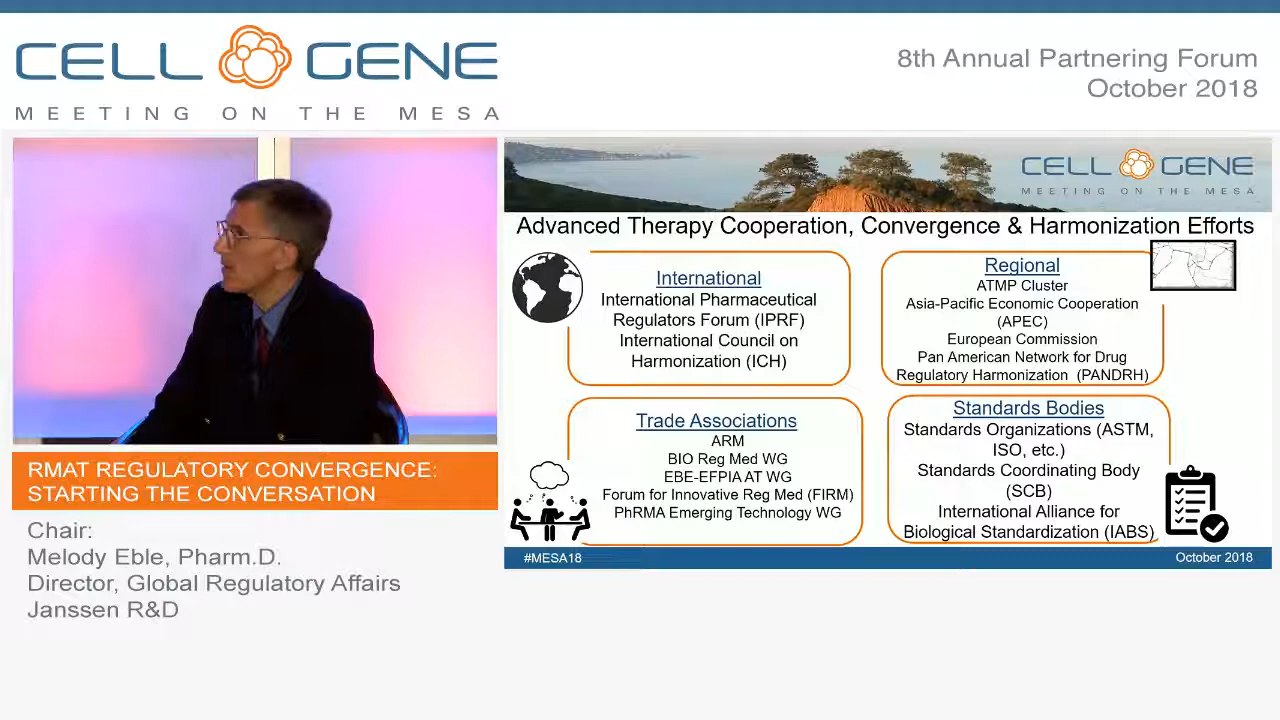 CELL GENE
MEETING ON THE MESA
8th Annual Partnering Forum
October 2018
CELL GENE
MEETING ON THE MESA
Advanced Therapy Cooperation, Convergence & Harmonization Efforts
International
International Pharmaceutical
Regulators Forum (IPRF)
International Council on
Harmonization (ICH)
Regional
ATMP Cluster
Asia-Pacific Economic Cooperation
(APEC)
European Commission
Pan American Network for Drug
Regulatory Harmonization (PANDRH)
Trade Associations
ARM
BIO Reg Med WG
EBE-EFPIA AT WG
Forum for Innovative Reg Med (FIRM)
PhRMA Emerging Technology WG
Standards Bodies
Standards Organizations (ASTM,
ISO, etc.)
Standards Coordinating Body
(SCB)
International Alliance for
Biological Standardization (IABS)
#MESA18
October 2018
RMAT REGULATORY CONVERGENCE:
STARTING THE CONVERSATION
Chair:
Melody Eble, Pharm.D.
Director, Global Regulatory Affairs
Janssen R&D